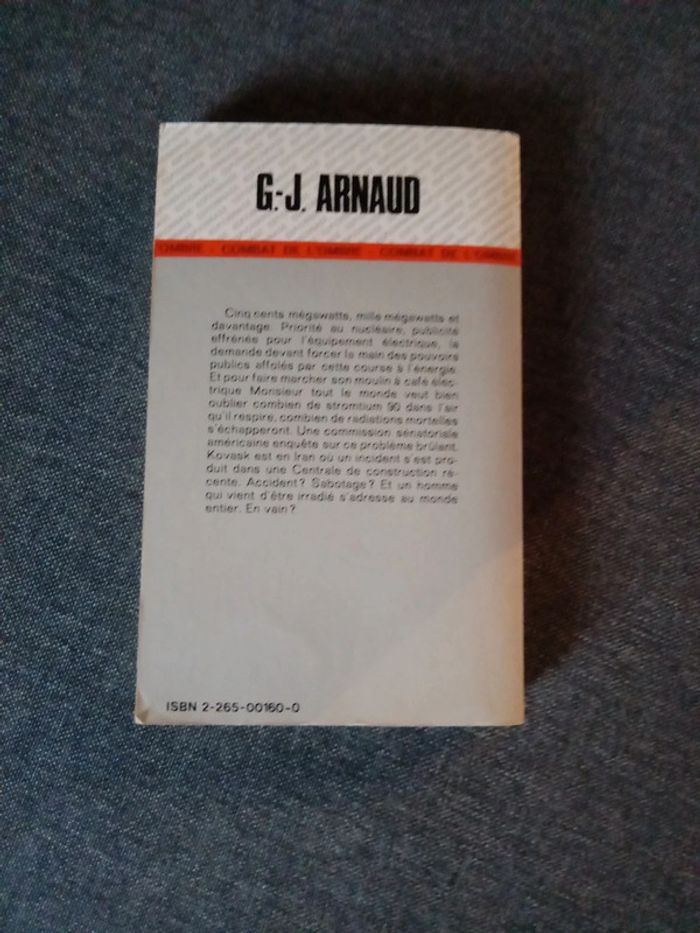 G.-J. ARNAUD
OMBRE - COMBAT DE L'OMBRE - COMBAT DE L'OMBRE
Cinq cents mégawatts, mille mégawatts et
davantage. Priorité au nucléaire, publicité
effrénée pour l'équipement électrique, la
demande devant forcer la main des pouvoirs
publics affolés par cette course à l'énergie.
Et pour faire marcher son moulin à café élec-
trique Monsieur tout le monde veut bien
oublier combien de stromtium 90 dans l'air
qu'il respire, combien de radiations mortelles
s'échapperont. Une commission sénatoriale
américaine enquête sur ce problème brûlant.
Kovask est en Iran où un incident s'est pro-
duit dans une Centrale de construction ré-
cente. Accident? Sabotage? Et un homme
qui vient d'être irradié s'adresse au monde
entier. En vain?
ISBN 2-265-00160-0